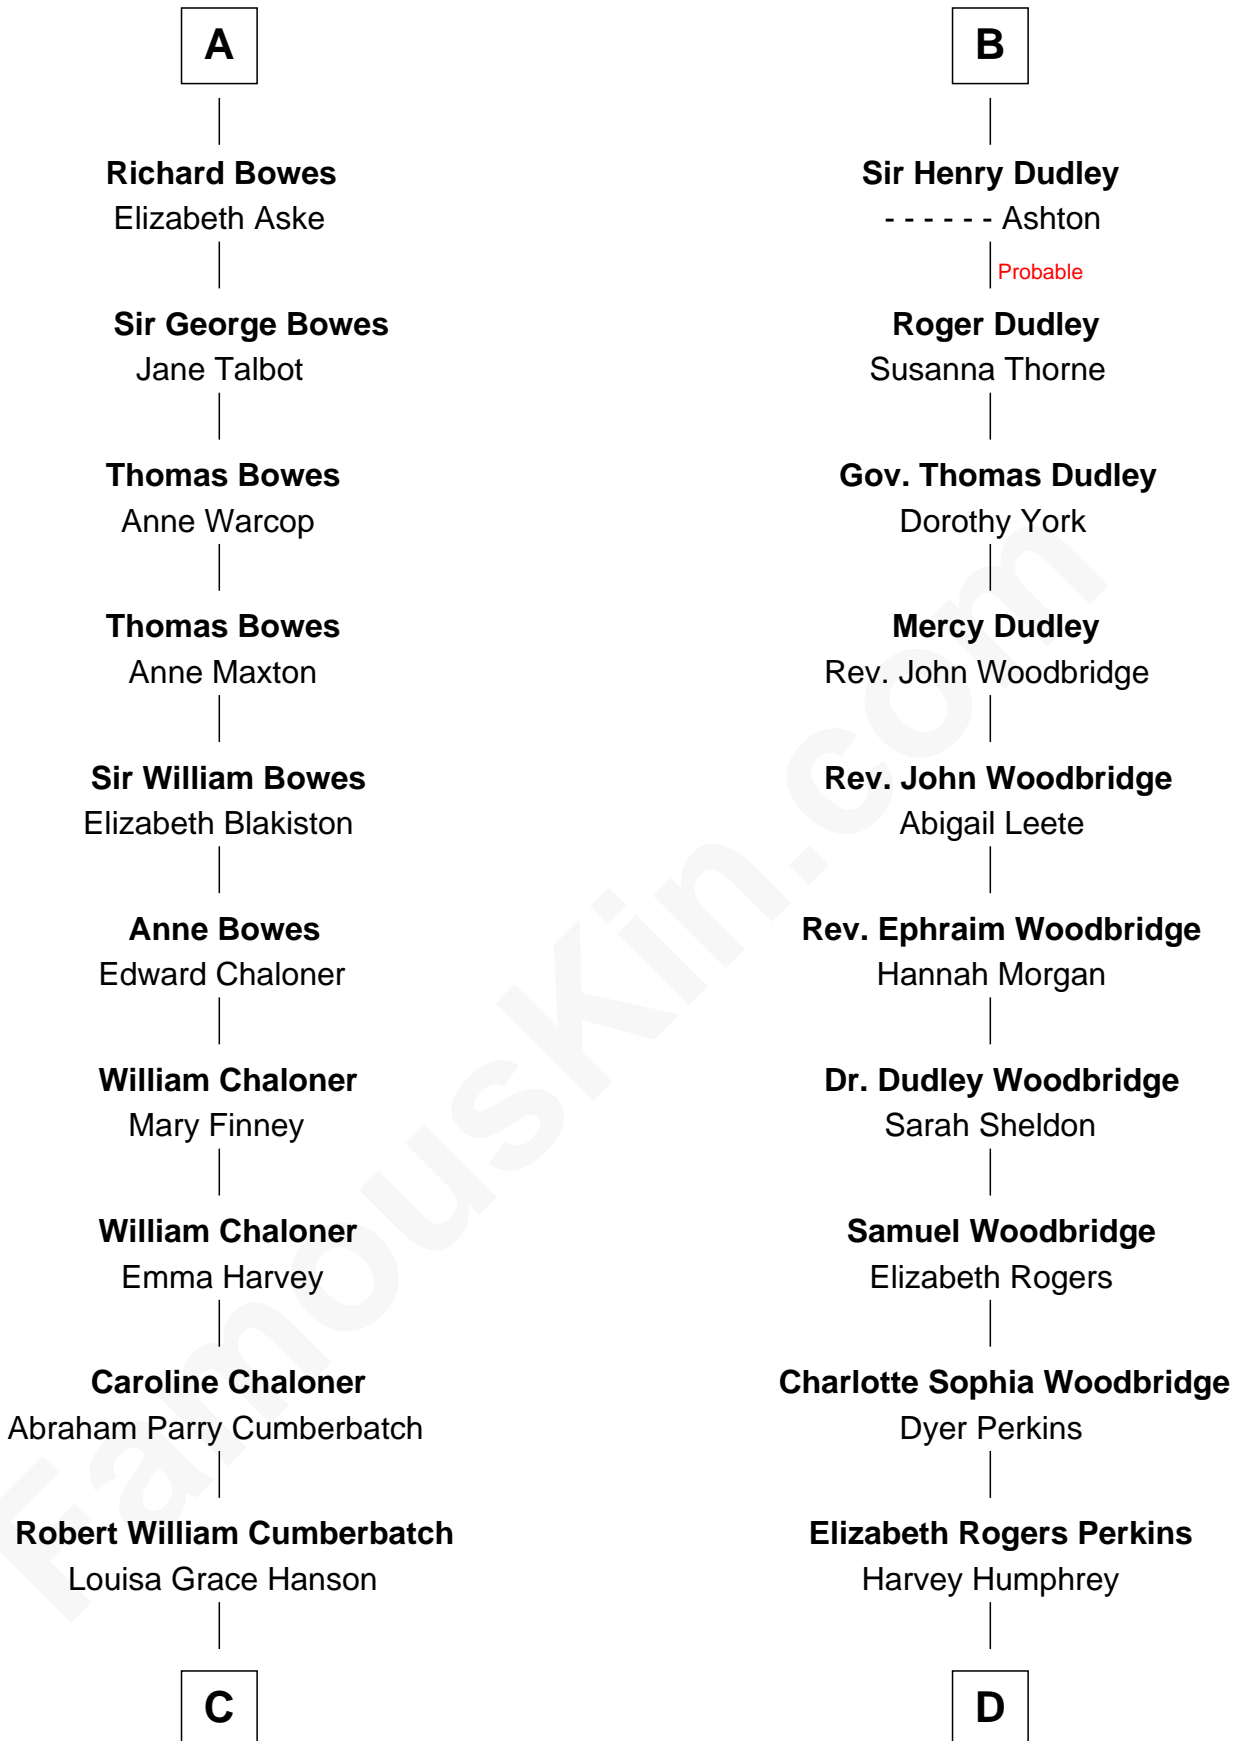 A
Richard Bowes
Elizabeth Aske
Sir George Bowes
Jane Talbot
Thomas Bowes
Anne Warcop
Thomas Bowes
Anne Maxton
Sir William Bowes
Elizabeth Blakiston
Anne Bowes
Edward Chaloner
William Chaloner
Mary Finney
William Chaloner
Emma Harvey
Caroline Chaloner
Abraham Parry Cumberbatch
Robert William Cumberbatch
Louisa Grace Hanson
C
B
Sir Henry Dudley
- - - - - - Ashton
Probable
Roger Dudley
Susanna Thorne
Gov. Thomas Dudley
Dorothy York
Mercy Dudley
Rev. John Woodbridge
Rev. John Woodbridge
Abigail Leete
Rev. Ephraim Woodbridge
Hannah Morgan
Dr. Dudley Woodbridge
Sarah Sheldon
Samuel Woodbridge
Elizabeth Rogers
Charlotte Sophia Woodbridge
Dyer Perkins
Elizabeth Rogers Perkins
Harvey Humphrey
D
FamousKin.com